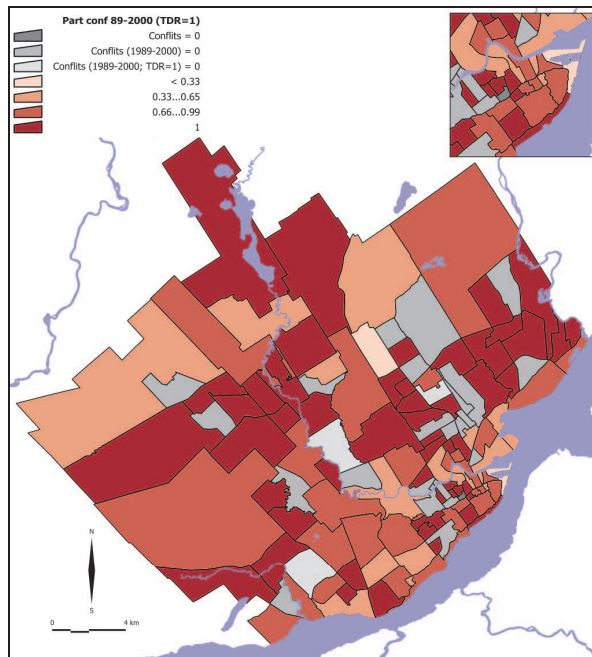 Part conf 89-2000 (TDR=1)
Conflits = 0
Conflits (1989-2000) = 0
Conflits (1989-2000; TDR=1) = 0
< 0.33
0.33...0.65
0.66...0.99
1
N
S
0 4 km